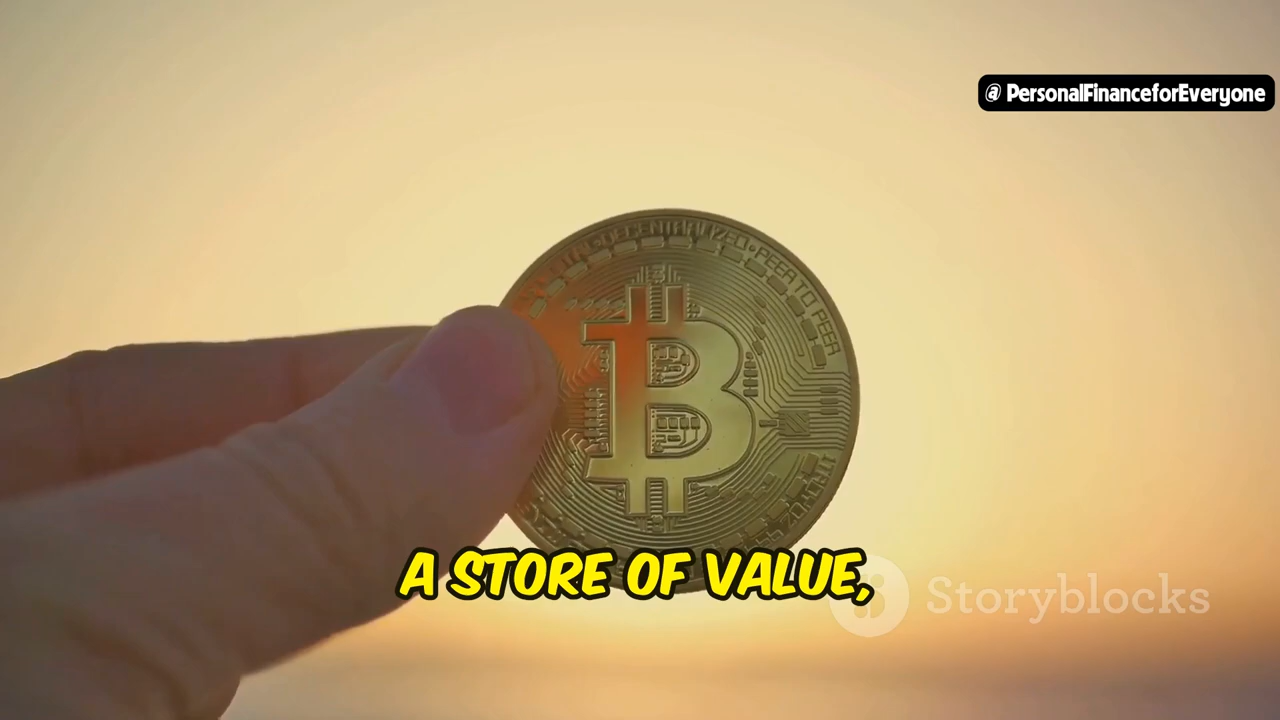 @ PersonalFinanceforEveryone
DECENTRALIZED • PEER TO PEER
B
A STORE OF VALUE,
Storyblocks